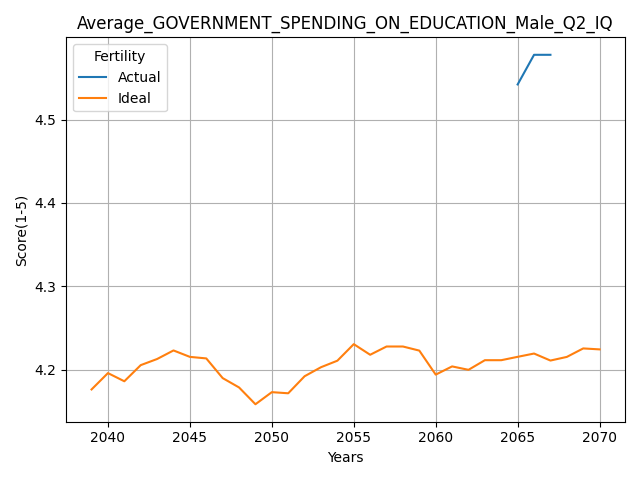 Average_GOVERNMENT_SPENDING_ON_EDUCATION_Male_Q2_IQ
Fertility
Actual
Ideal
4.5
4.4
4.3
4.2
Score(1-5)
2040 2045 2050 2055 2060 2065 2070
Years